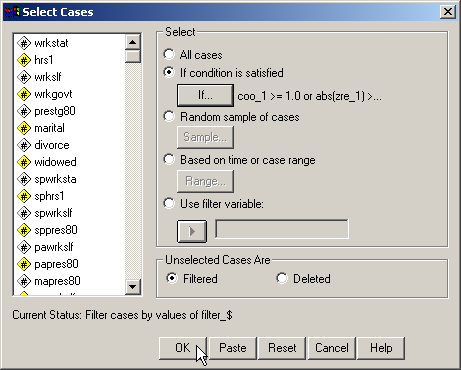 Select Cases
wrkstat
hrs1
wrkslf
wrkgovt
prestg80
marital
divorce
widowed
spwrksta
sphrs1
spwrkslf
sppres80
pawrkslf
papres80
mapres80
Select
All cases
If condition is satisfied
If... coo_1 >= 1.0 or abs(zre_1) >...
Random sample of cases
Sample...
Based on time or case range
Range...
Use filter variable:
Unselected Cases Are
Filtered Deleted
Current Status: Filter cases by values of filter_$
OK Paste Reset Cancel Help